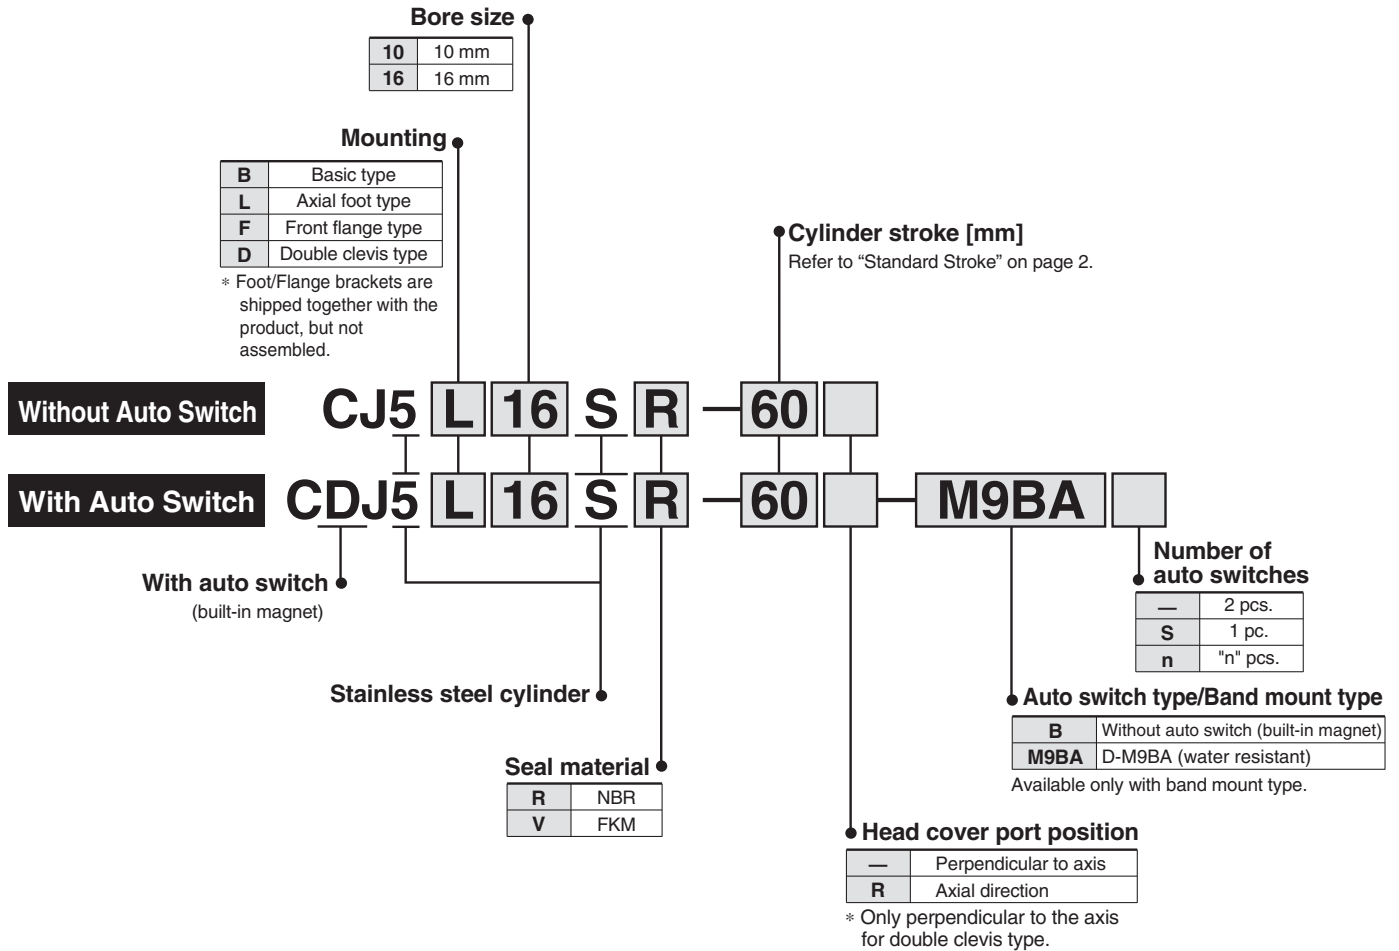 Bore size
10 10 mm
16 16 mm
Mounting
B Basic type
L Axial foot type
F Front flange type
D Double clevis type
* Foot/Flange brackets are
shipped together with the
product, but not
assembled.
Cylinder stroke [mm]
Refer to “Standard Stroke” on page 2.
Without Auto Switch CJ5 L 16 S R — 60
With Auto Switch CDJ5 L 16 S R — 60 — M9BA
With auto switch
(built-in magnet)
Number of
auto switches
— 2 pcs.
S 1 pc.
n "n" pcs.
Stainless steel cylinder
Auto switch type/Band mount type
B Without auto switch (built-in magnet)
M9BA D-M9BA (water resistant)
Available only with band mount type.
Seal material
R NBR
V FKM
Head cover port position
— Perpendicular to axis
R Axial direction
* Only perpendicular to the axis
for double clevis type.